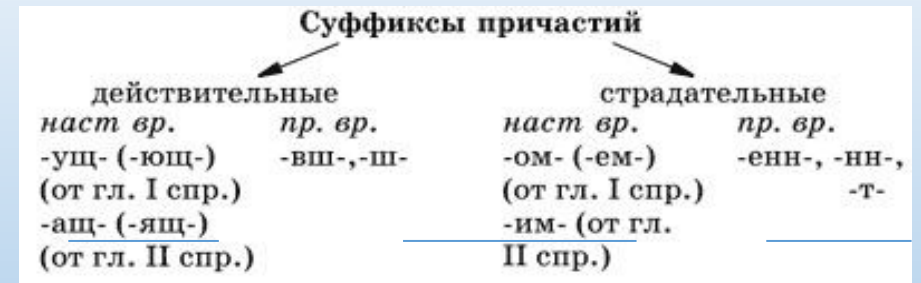 Суффиксы причастий
действительные страдательные
наст вр. пр. вр. наст вр. пр. вр.
-ущ- (-ющ-) -вш-,-ш- -ом- (-ем-) -енн-, -нн-,
(от гл. I спр.) (от гл. I спр.) -т-
-ащ- (-ящ-) -им- (от гл.
(от гл. II спр.) II спр.)